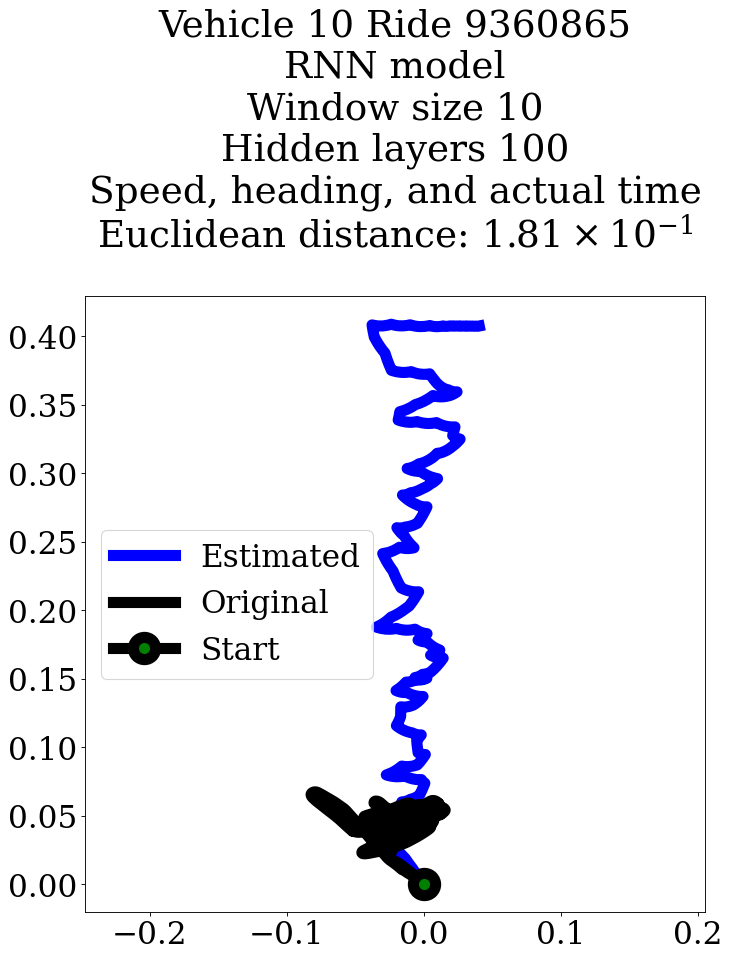 Vehicle 10 Ride 9360865
RNN model
Window size 10
Hidden layers 100
Speed, heading, and actual time
Euclidean distance: 1.81 × 10⁻¹
0.40
0.35
0.30
0.25
0.20
0.15
0.10
0.05
0.00
Estimated
Original
Start
−0.2 −0.1 0.0 0.1 0.2